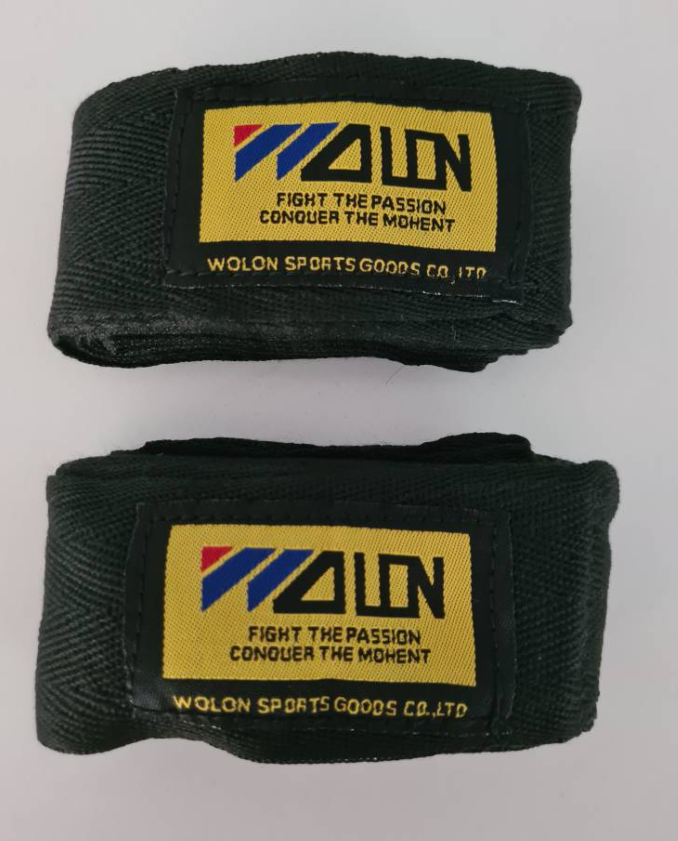 WOLON
FIGHT THE PASSION
CONQUER THE MOHENT
WOLON SPORTS GOODS CO.,LTD
WOLON
FIGHT THE PASSION
CONQUER THE MOHENT
WOLON SPORTS GOODS CO.,LTD